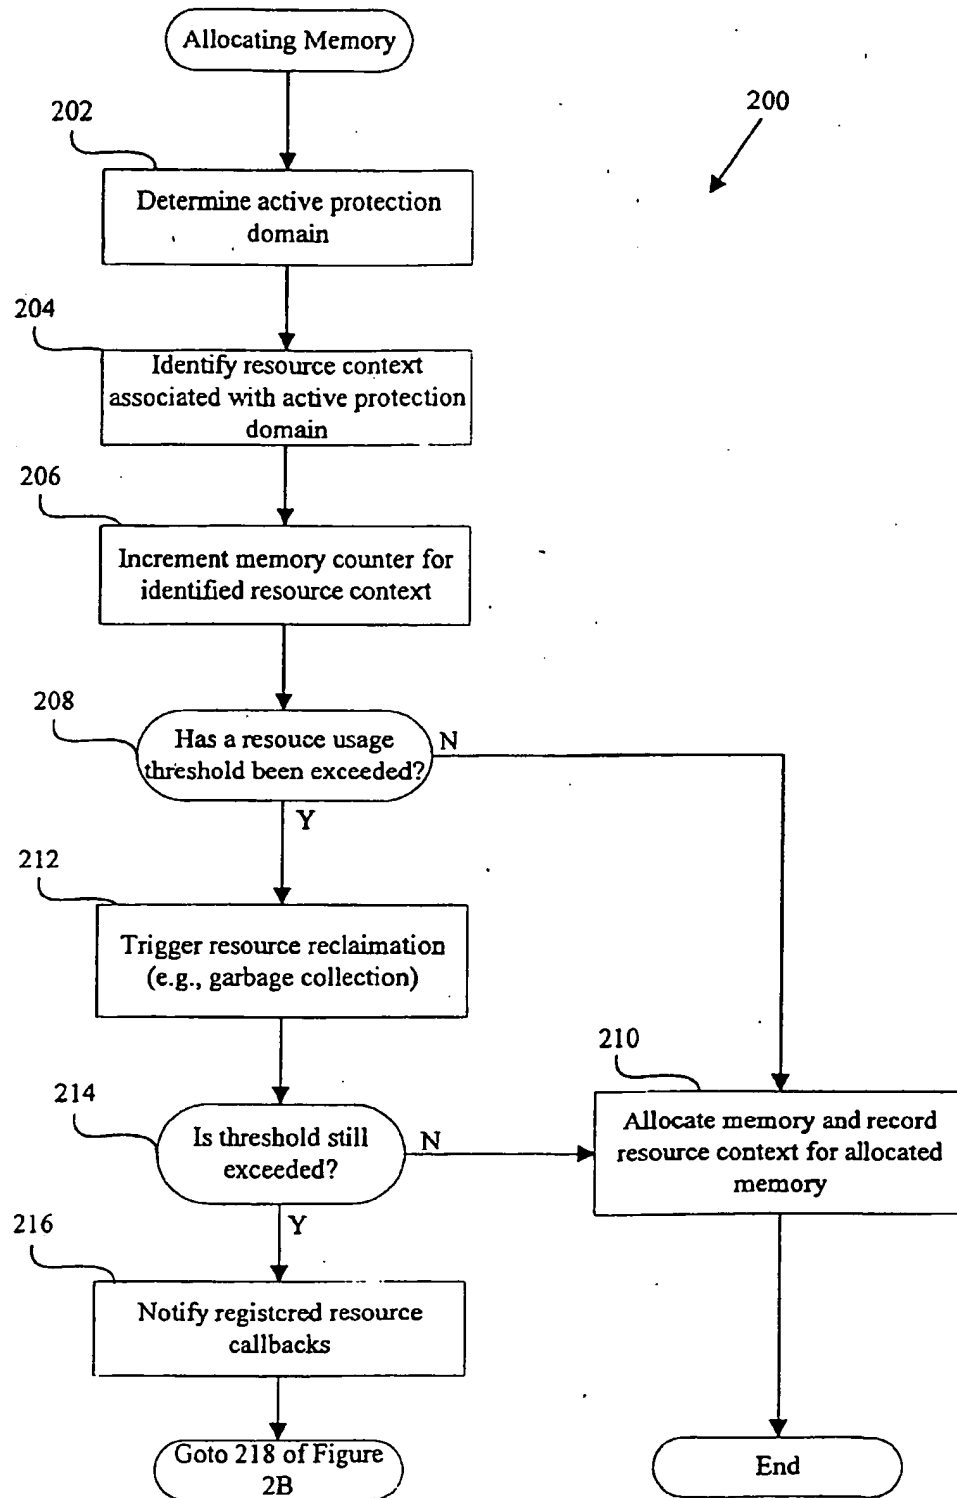 Allocating Memory
200
202
Determine active protection
domain
204
Identify resource context
associated with active protection
domain
206
Increment memory counter for
identified resource context
208
Has a resouce usage
threshold been exceeded?
N
Y
212
Trigger resource reclaimation
(e.g., garbage collection)
210
Allocate memory and record
resource context for allocated
memory
214
Is threshold still
exceeded?
N
Y
216
Notify registered resource
callbacks
Goto 218 of Figure
2B
End